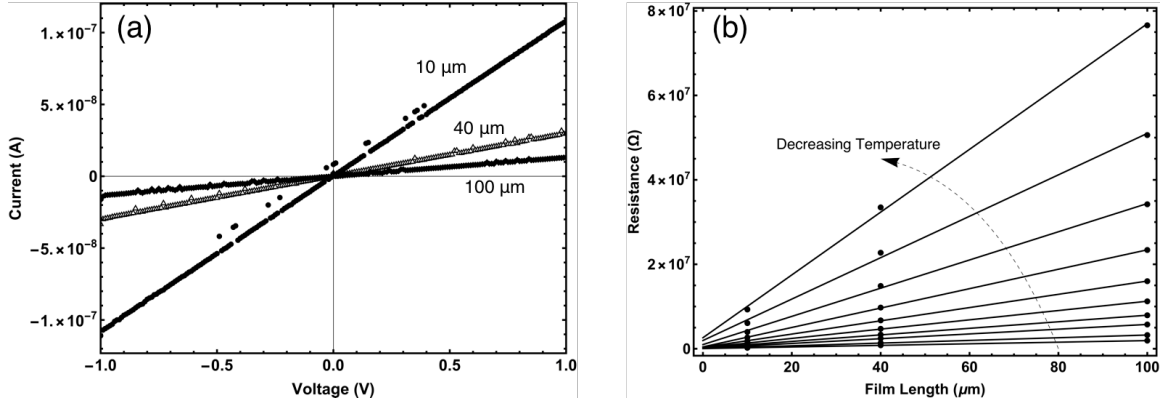 (a)
1.×10⁻⁷
5.×10⁻⁸
0
−5.×10⁻⁸
−1.×10⁻⁷
Current (A)
10 μm
40 μm
100 μm
−1.0
−0.5
0.0
0.5
1.0
Voltage (V)
(b)
8×10⁷
6×10⁷
4×10⁷
2×10⁷
0
Resistance (Ω)
Decreasing Temperature
0
20
40
60
80
100
Film Length (μm)